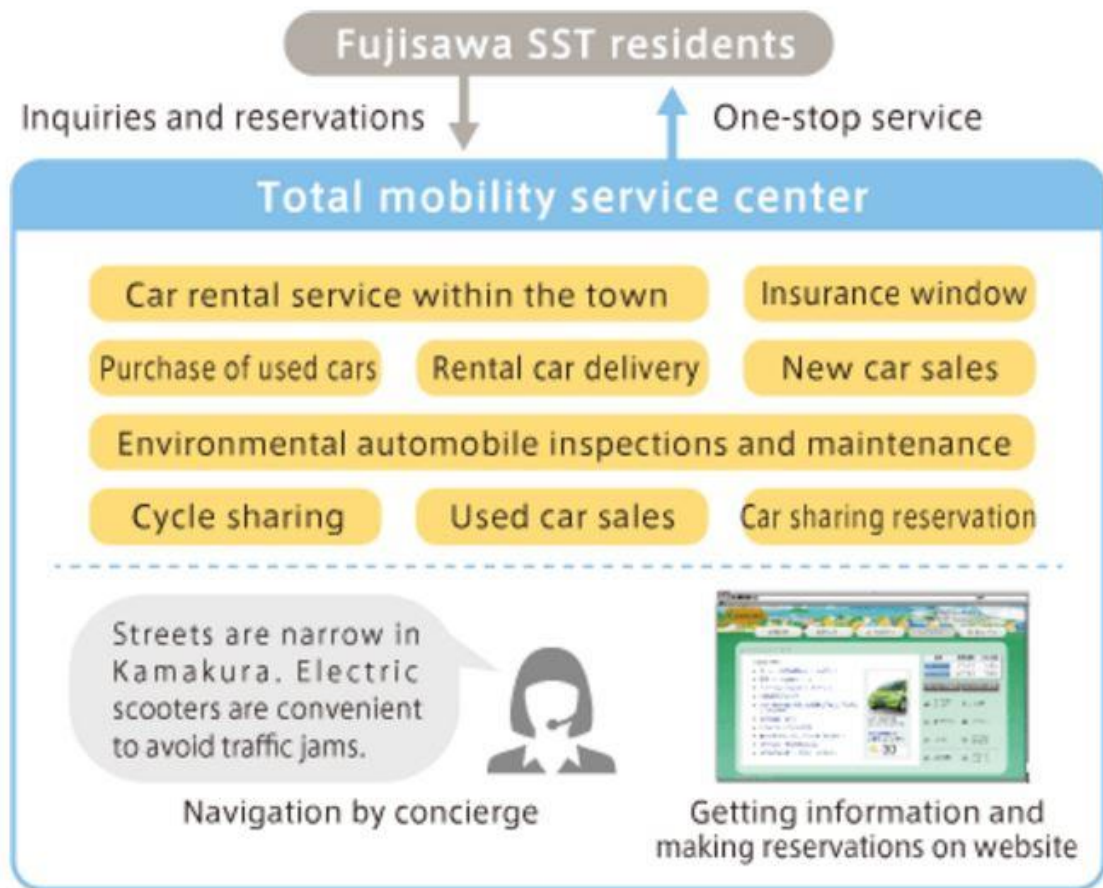 Fujisawa SST residents
Inquiries and reservations
One-stop service
Total mobility service center
Car rental service within the town
Insurance window
Purchase of used cars
Rental car delivery
New car sales
Environmental automobile inspections and maintenance
Cycle sharing
Used car sales
Car sharing reservation
Streets are narrow in
Kamakura. Electric
scooters are convenient
to avoid traffic jams.
Navigation by concierge
Getting information and
making reservations on website